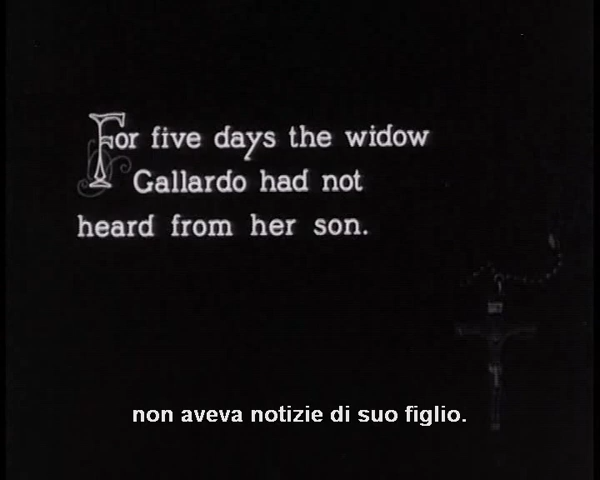 For five days the widow
Gallardo had not
heard from her son.
non aveva notizie di suo figlio.